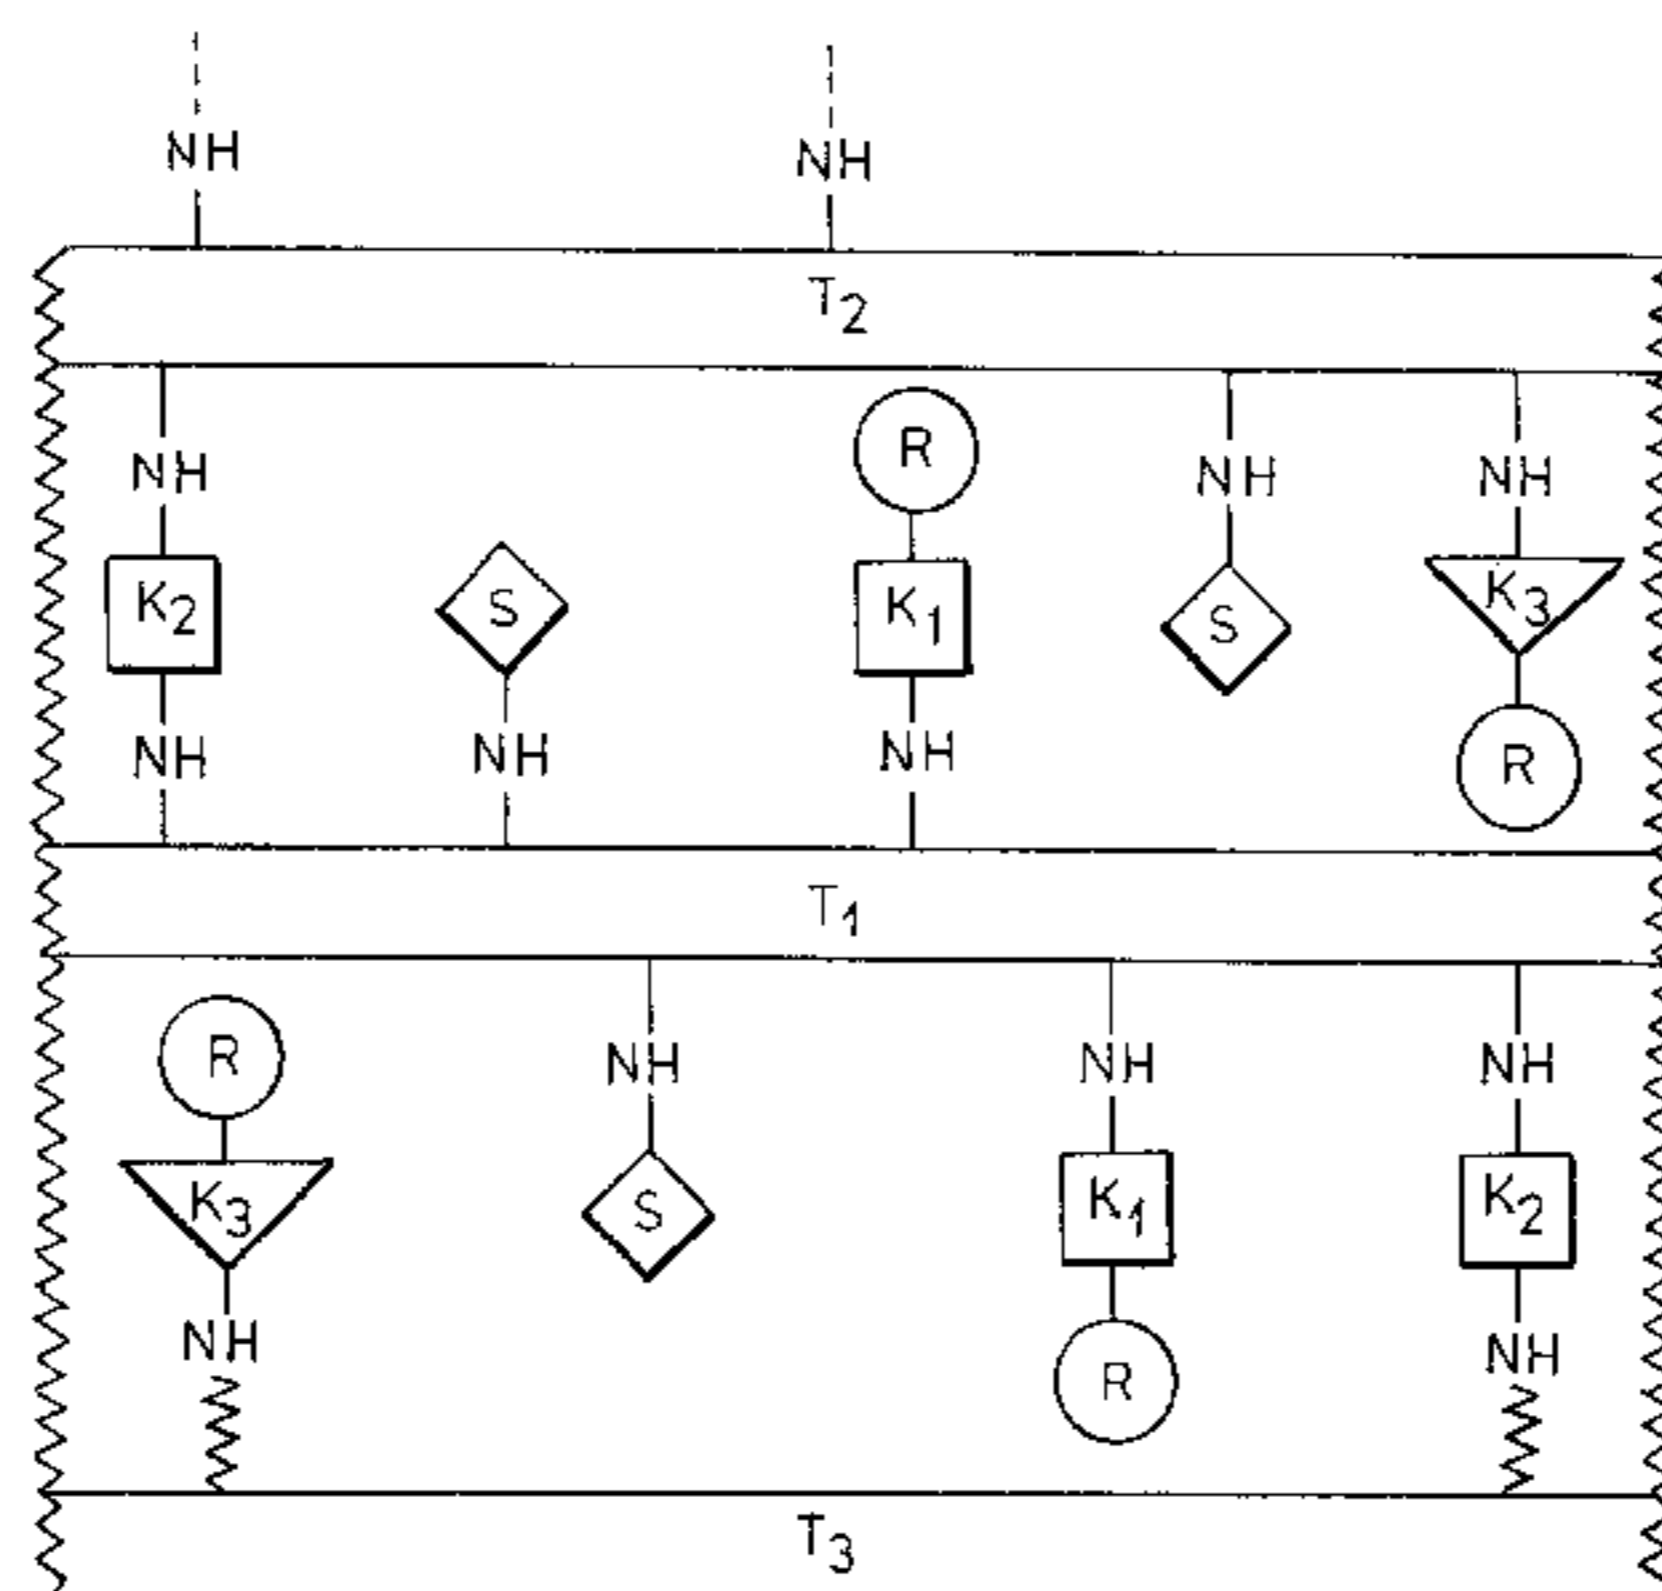 NH NH
T2
R
NH NH NH
K2 S K1 S K3
NH NH NH R
T1
R NH NH NH
K3 S K1 K2
NH R NH
T3